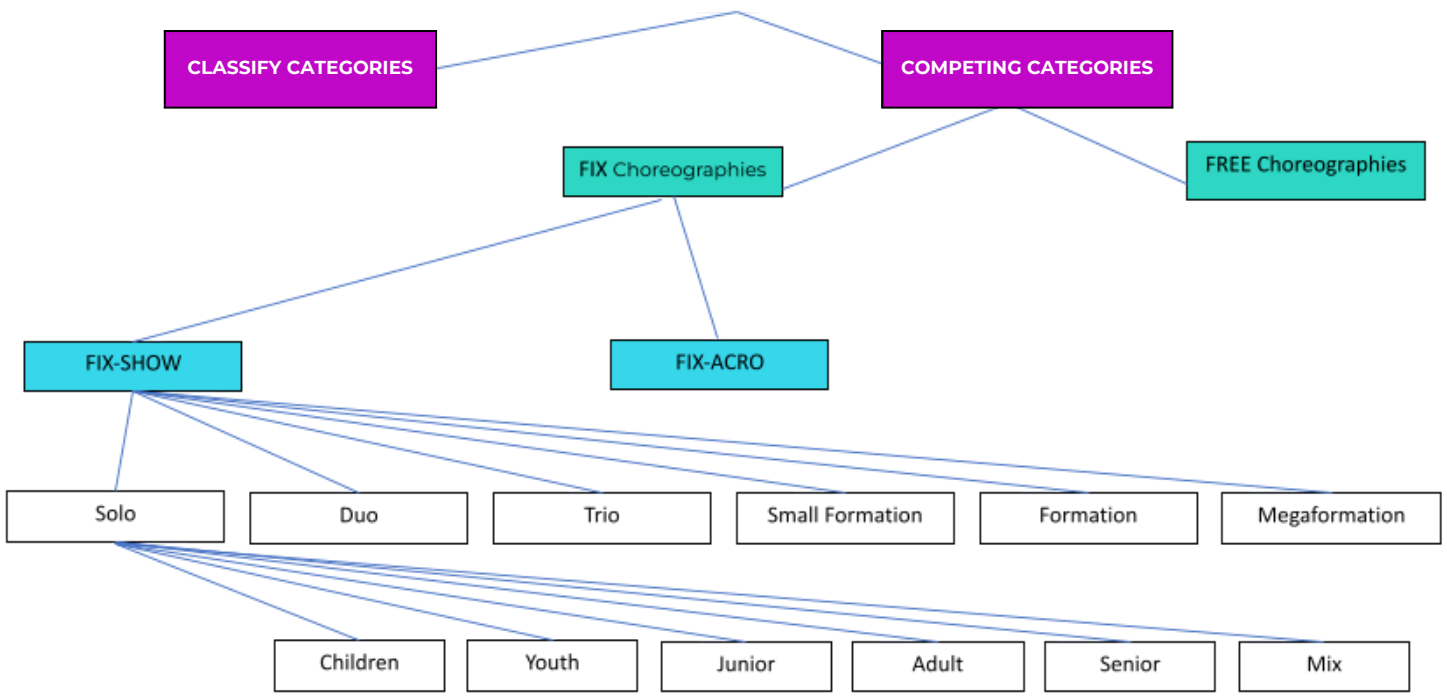 CLASSIFY CATEGORIES
COMPETING CATEGORIES
FIX Choreographies
FREE Choreographies
FIX-SHOW
FIX-ACRO
Solo
Duo
Trio
Small Formation
Formation
Megaformation
Children
Youth
Junior
Adult
Senior
Mix